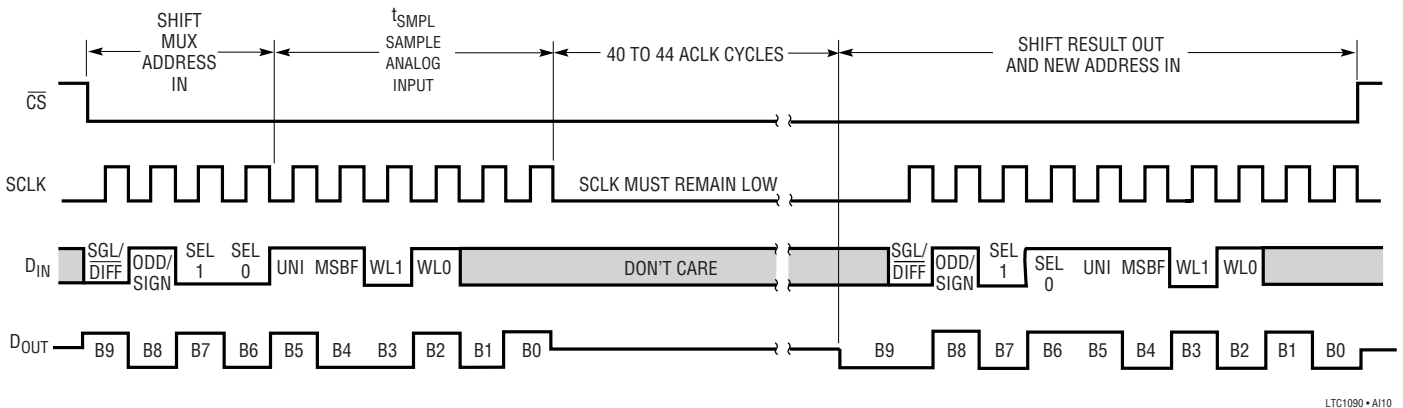 SHIFT
MUX
ADDRESS
IN
tSMPL
SAMPLE
ANALOG
INPUT
40 TO 44 ACLK CYCLES
SHIFT RESULT OUT
AND NEW ADDRESS IN
CS
SCLK
SCLK MUST REMAIN LOW
DIN
SGL/
DIFF
ODD/
SIGN
SEL
1
SEL
0
UNI
MSBF
WL1
WL0
DON'T CARE
SGL/
DIFF
ODD/
SIGN
SEL
1
SEL
0
UNI
MSBF
WL1
WL0
DOUT
B9
B8
B7
B6
B5
B4
B3
B2
B1
B0
B9
B8
B7
B6
B5
B4
B3
B2
B1
B0
LTC1090 • AI10